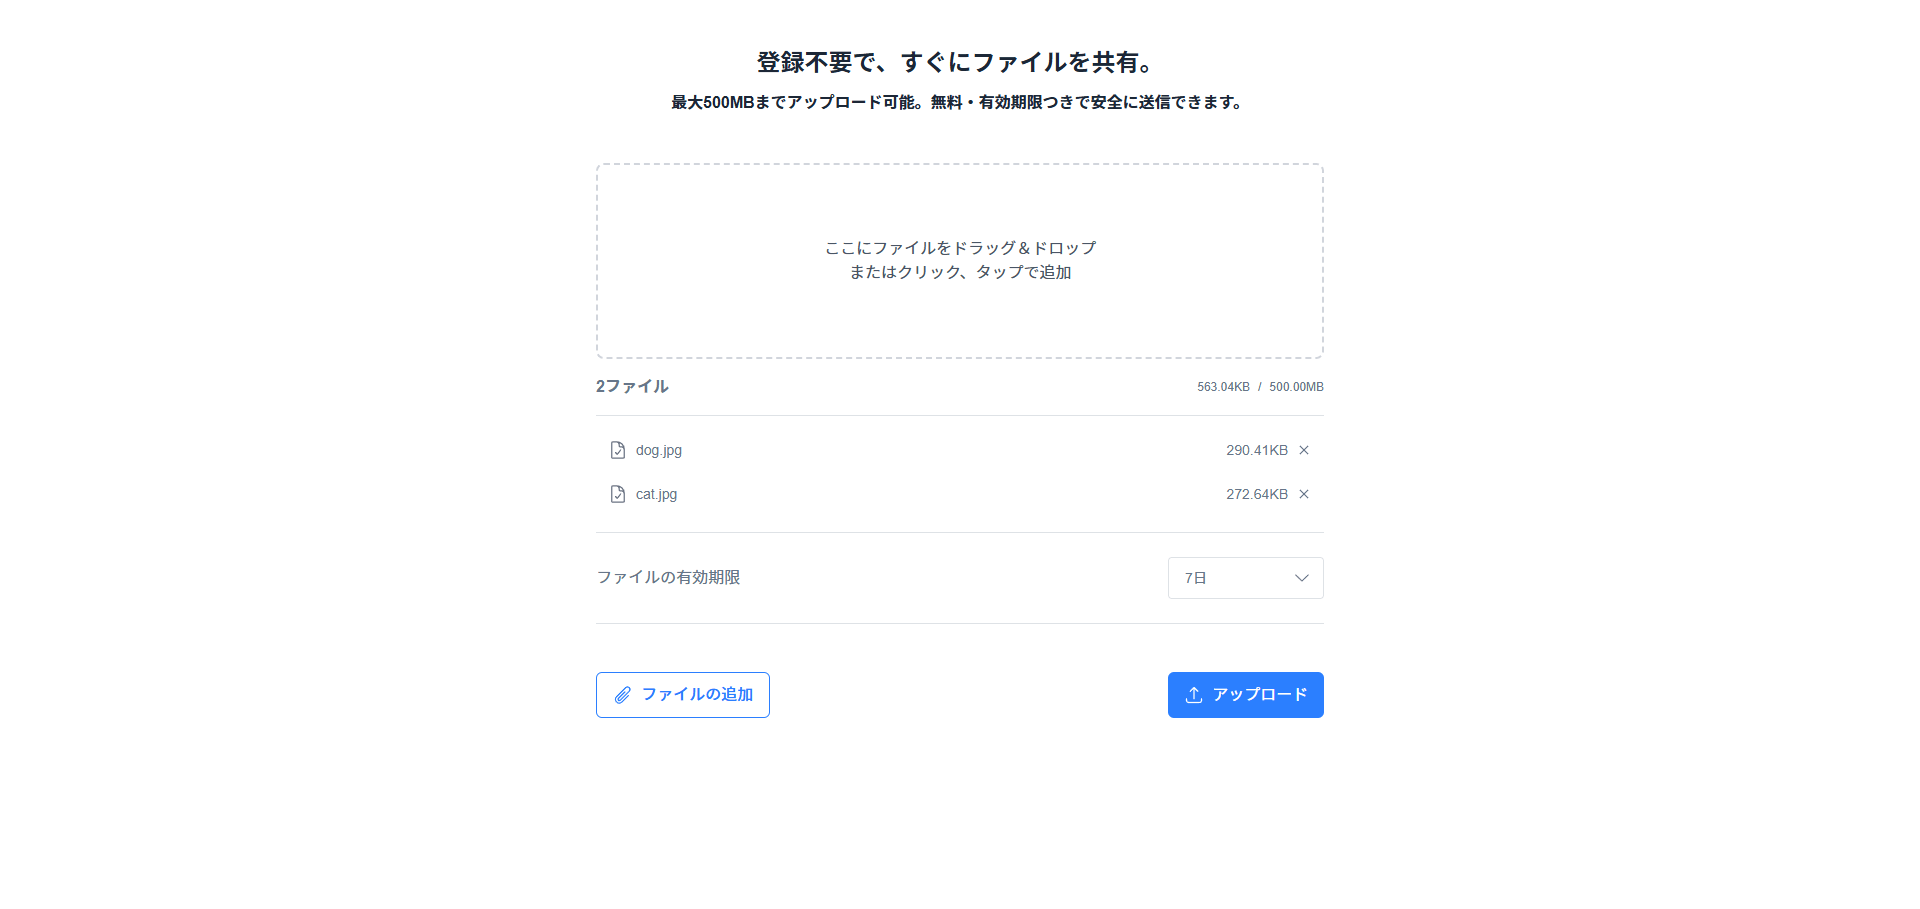 登録不要で、すぐにファイルを共有。
最大500MBまでアップロード可能。無料・有効期限つきで安全に送信できます。
ここにファイルをドラッグ＆ドロップ
またはクリック、タップで追加
2ファイル 563.04KB / 500.00MB
dog.jpg 290.41KB
cat.jpg 272.64KB
ファイルの有効期限 7日
ファイルの追加 アップロード